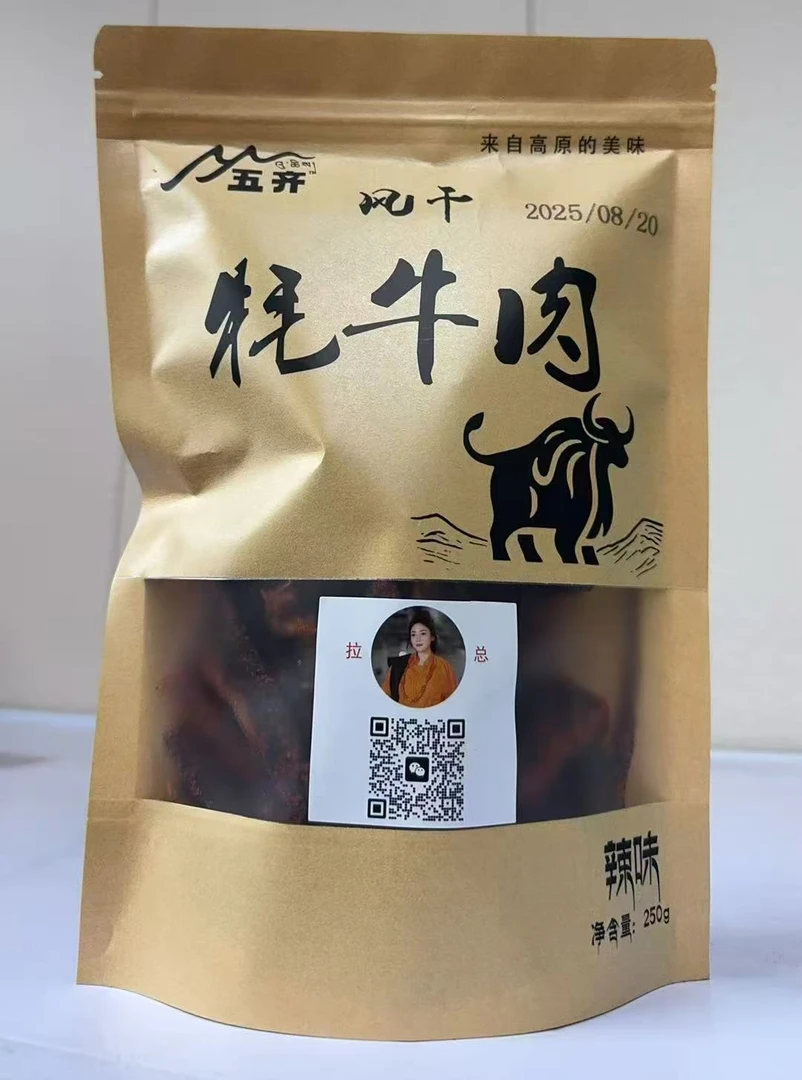 来自高原的美味
五齐
风干
2025/08/20
牦牛肉
拉 总
辣味
净含量：250g